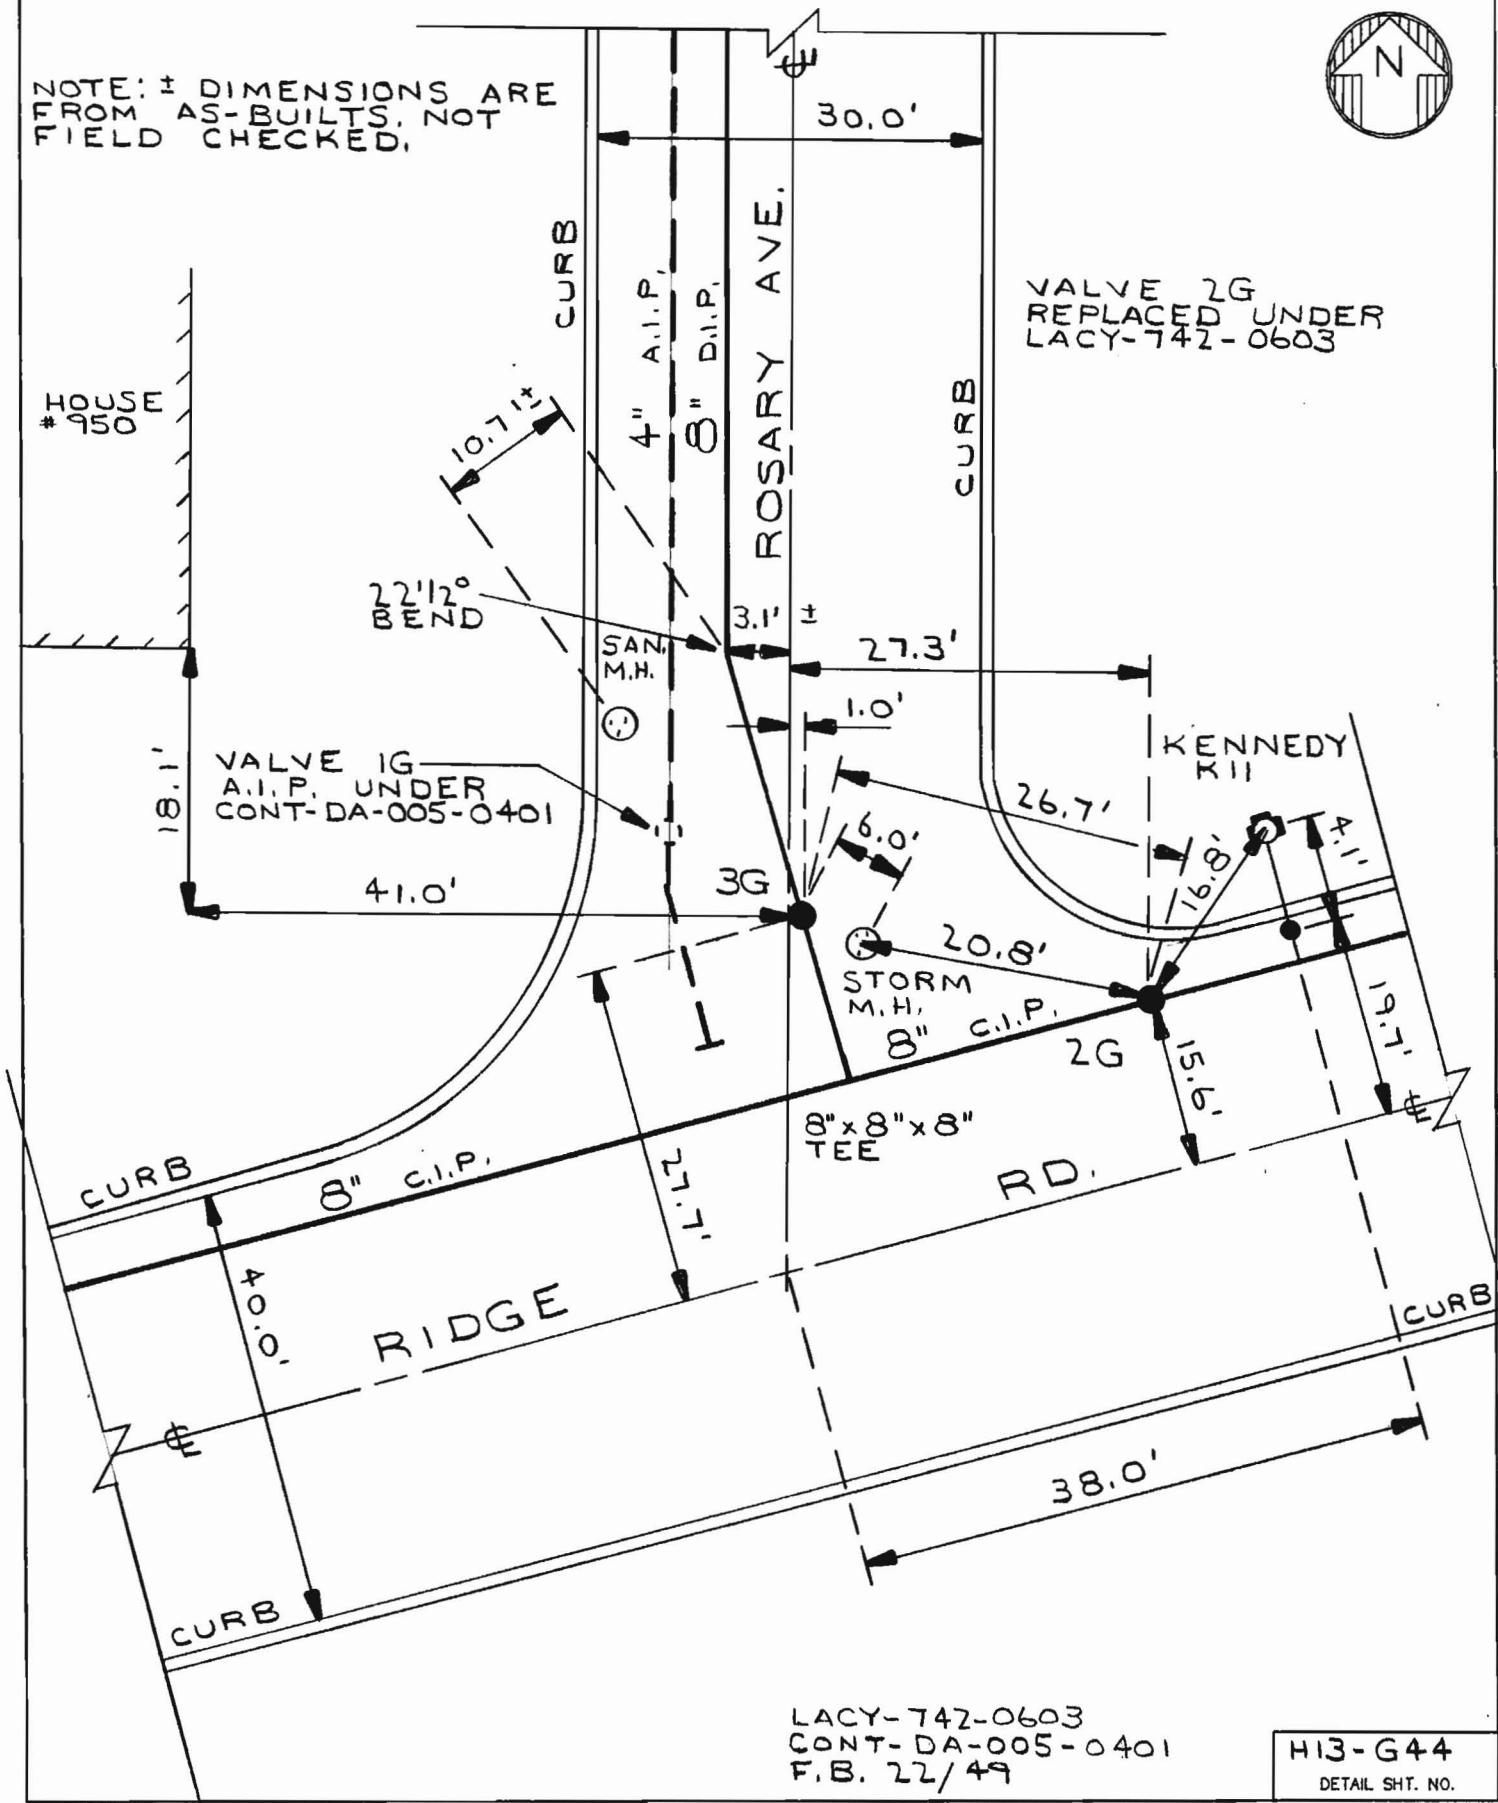 N
NOTE: ± DIMENSIONS ARE
FROM AS-BUILTS. NOT
FIELD CHECKED.
℄
30.0'
CURB
4" A.I.P.
8" D.I.P.
ROSARY AVE.
CURB
VALVE 2G
REPLACED UNDER
LACY-742-0603
HOUSE
#950
10.7'±
22 1/2°
BEND
SAN.
M.H.
3.1' ±
27.3'
1.0'
18.1'
VALVE 1G
A.I.P. UNDER
CONT-DA-005-0401
KENNEDY
K11
26.7'
6.0'
16.8'
4.1'
41.0'
3G
20.8'
STORM
M.H.
8" C.I.P.
2G
19.7'
15.6'
℄
8"x8"x8"
TEE
CURB
8" C.I.P.
27.7'
RIDGE RD.
40.0'
CURB
℄
38.0'
CURB
LACY-742-0603
CONT-DA-005-0401
F.B. 22/49
H13-G44
DETAIL SHT. NO.